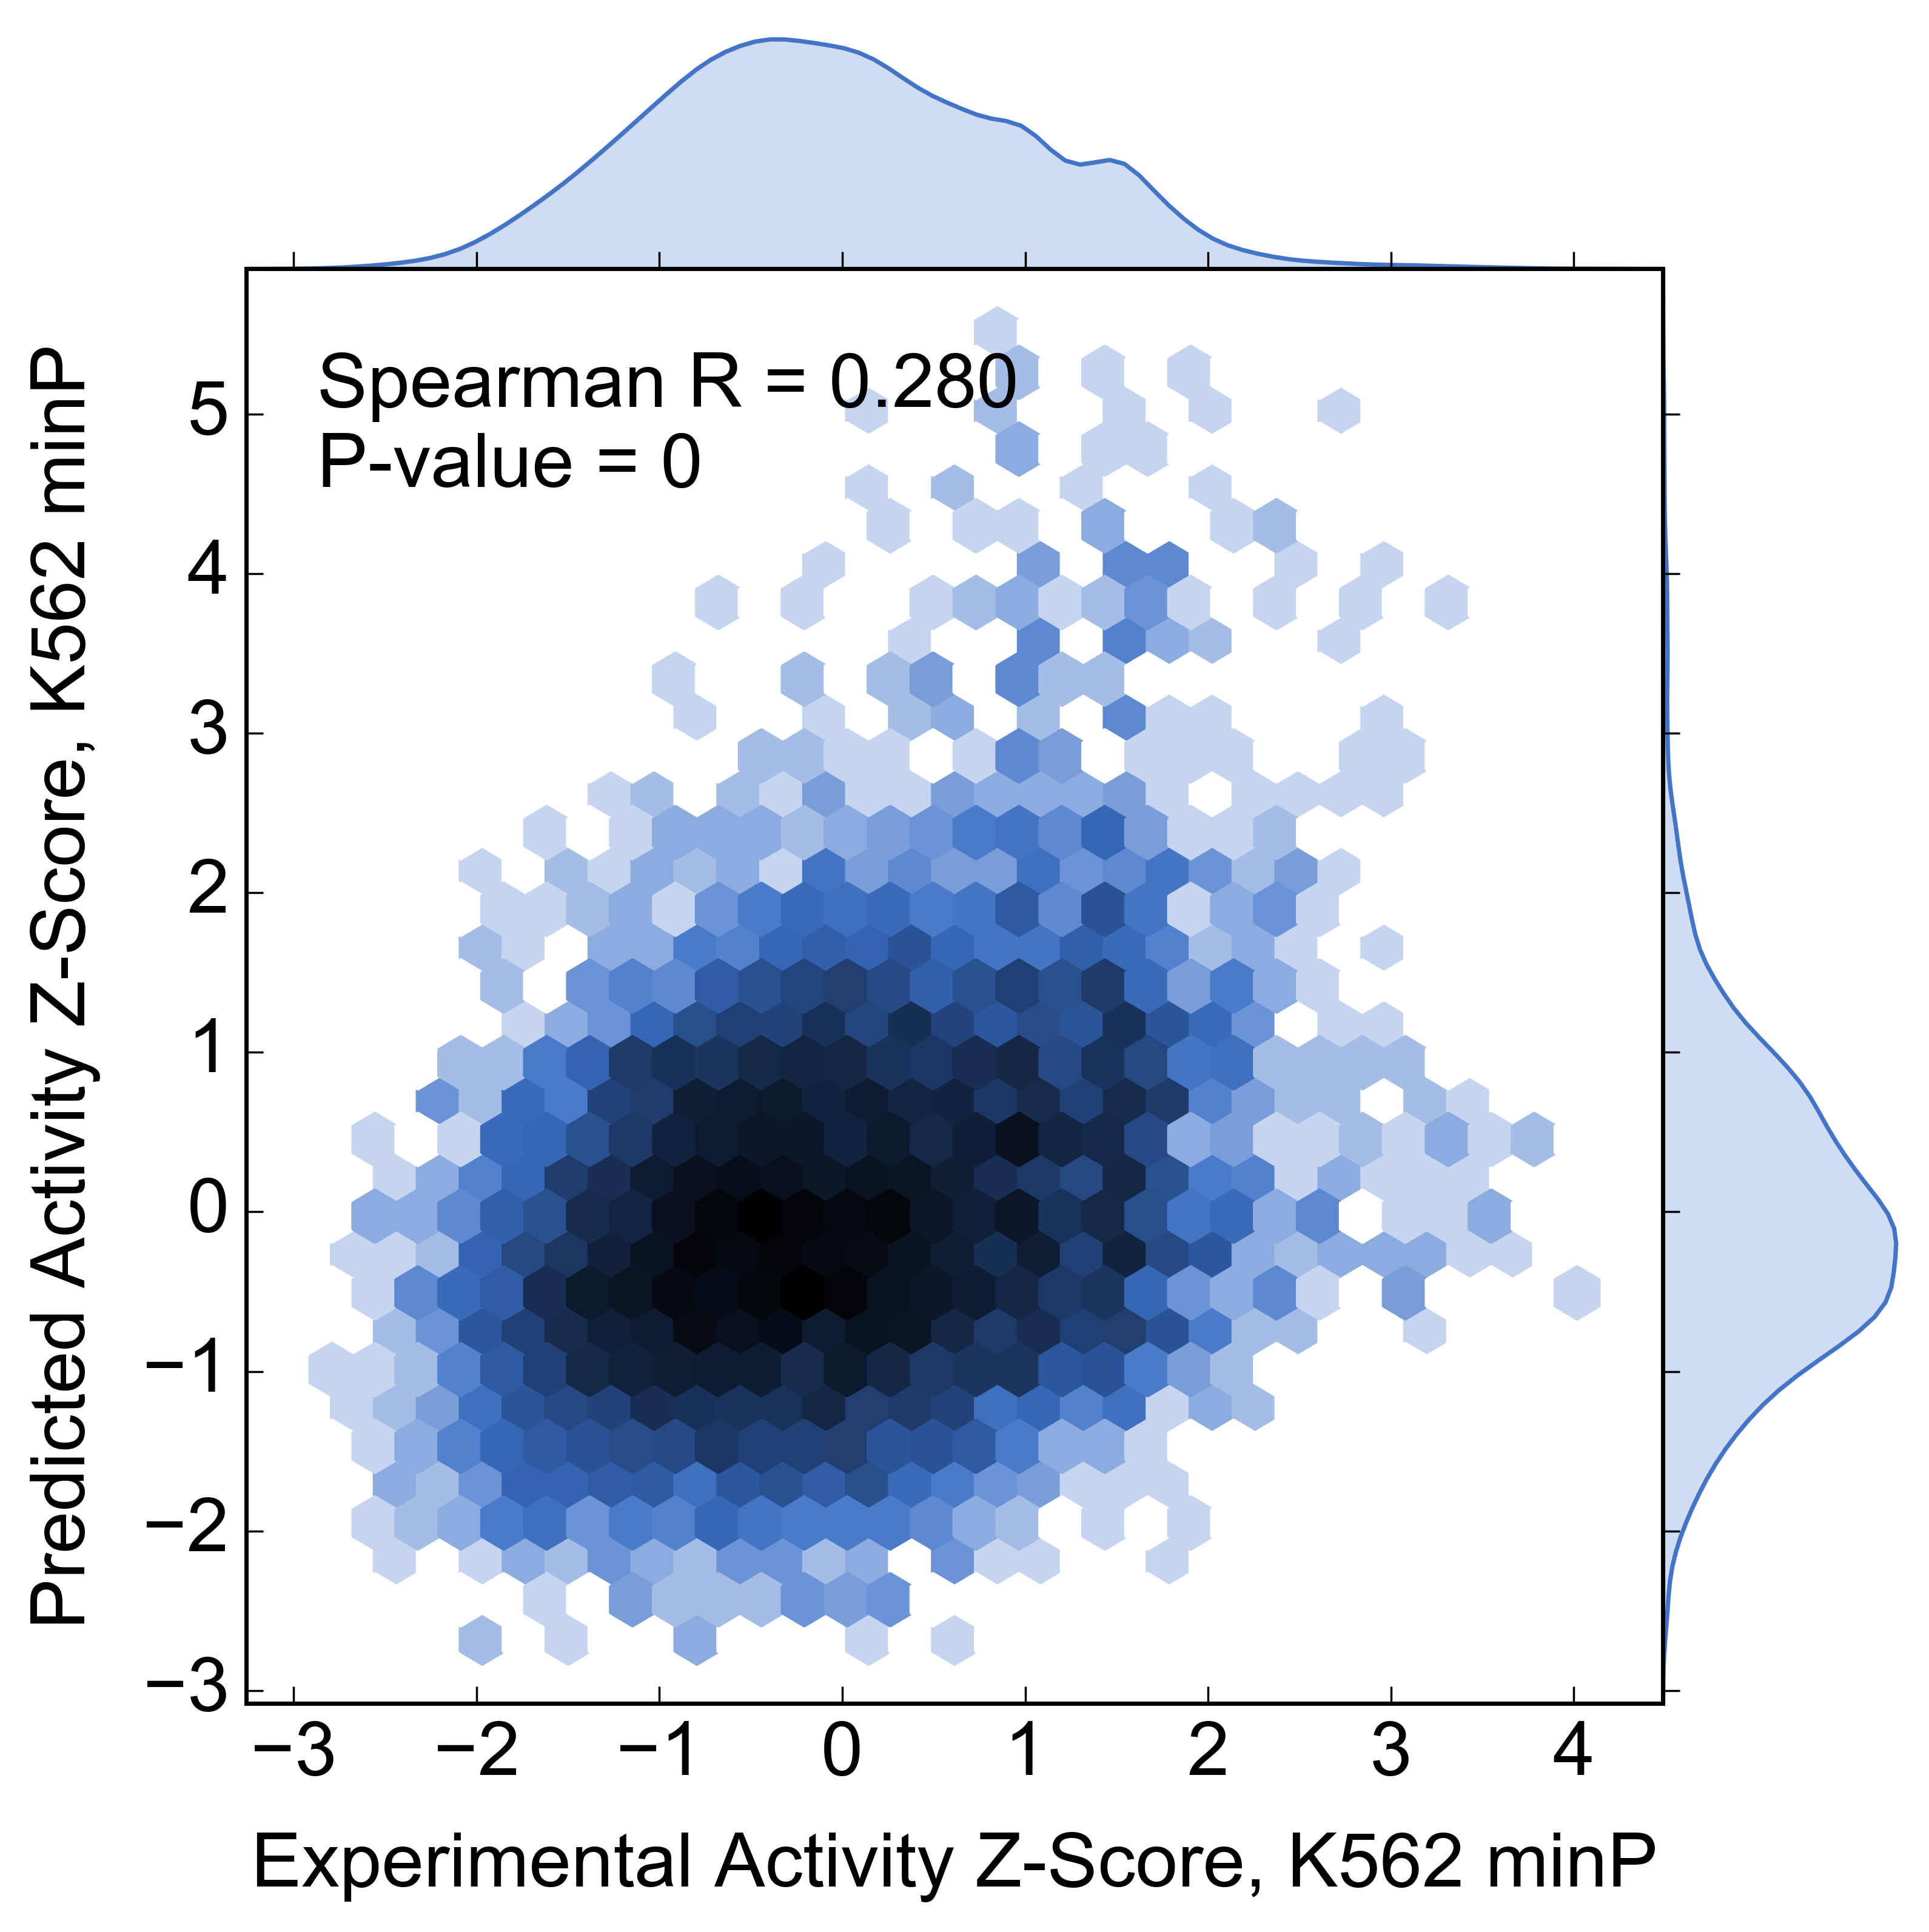 Spearman R = 0.280
P-value = 0
Predicted Activity Z-Score, K562 minP
5
4
3
2
1
0
−1
−2
−3
−3 −2 −1 0 1 2 3 4
Experimental Activity Z-Score, K562 minP